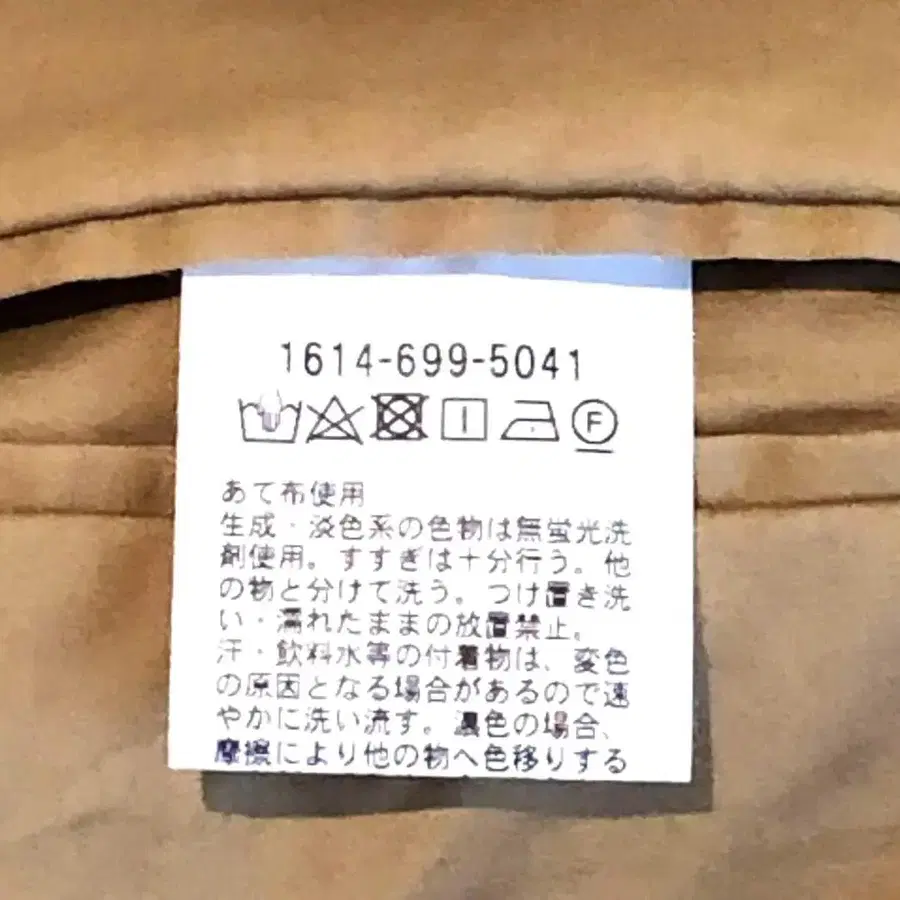 1614-699-5041
F
あて布使用
生成・淡色系の色物は無蛍光洗
剤使用。すすぎは十分行う。他
の物と分けて洗う。つけ置き洗
い・濡れたままの放置禁止。
汗・飲料水等の付着物は、変色
の原因となる場合があるので速
やかに洗い流す。濃色の場合、
摩擦により他の物へ色移りする